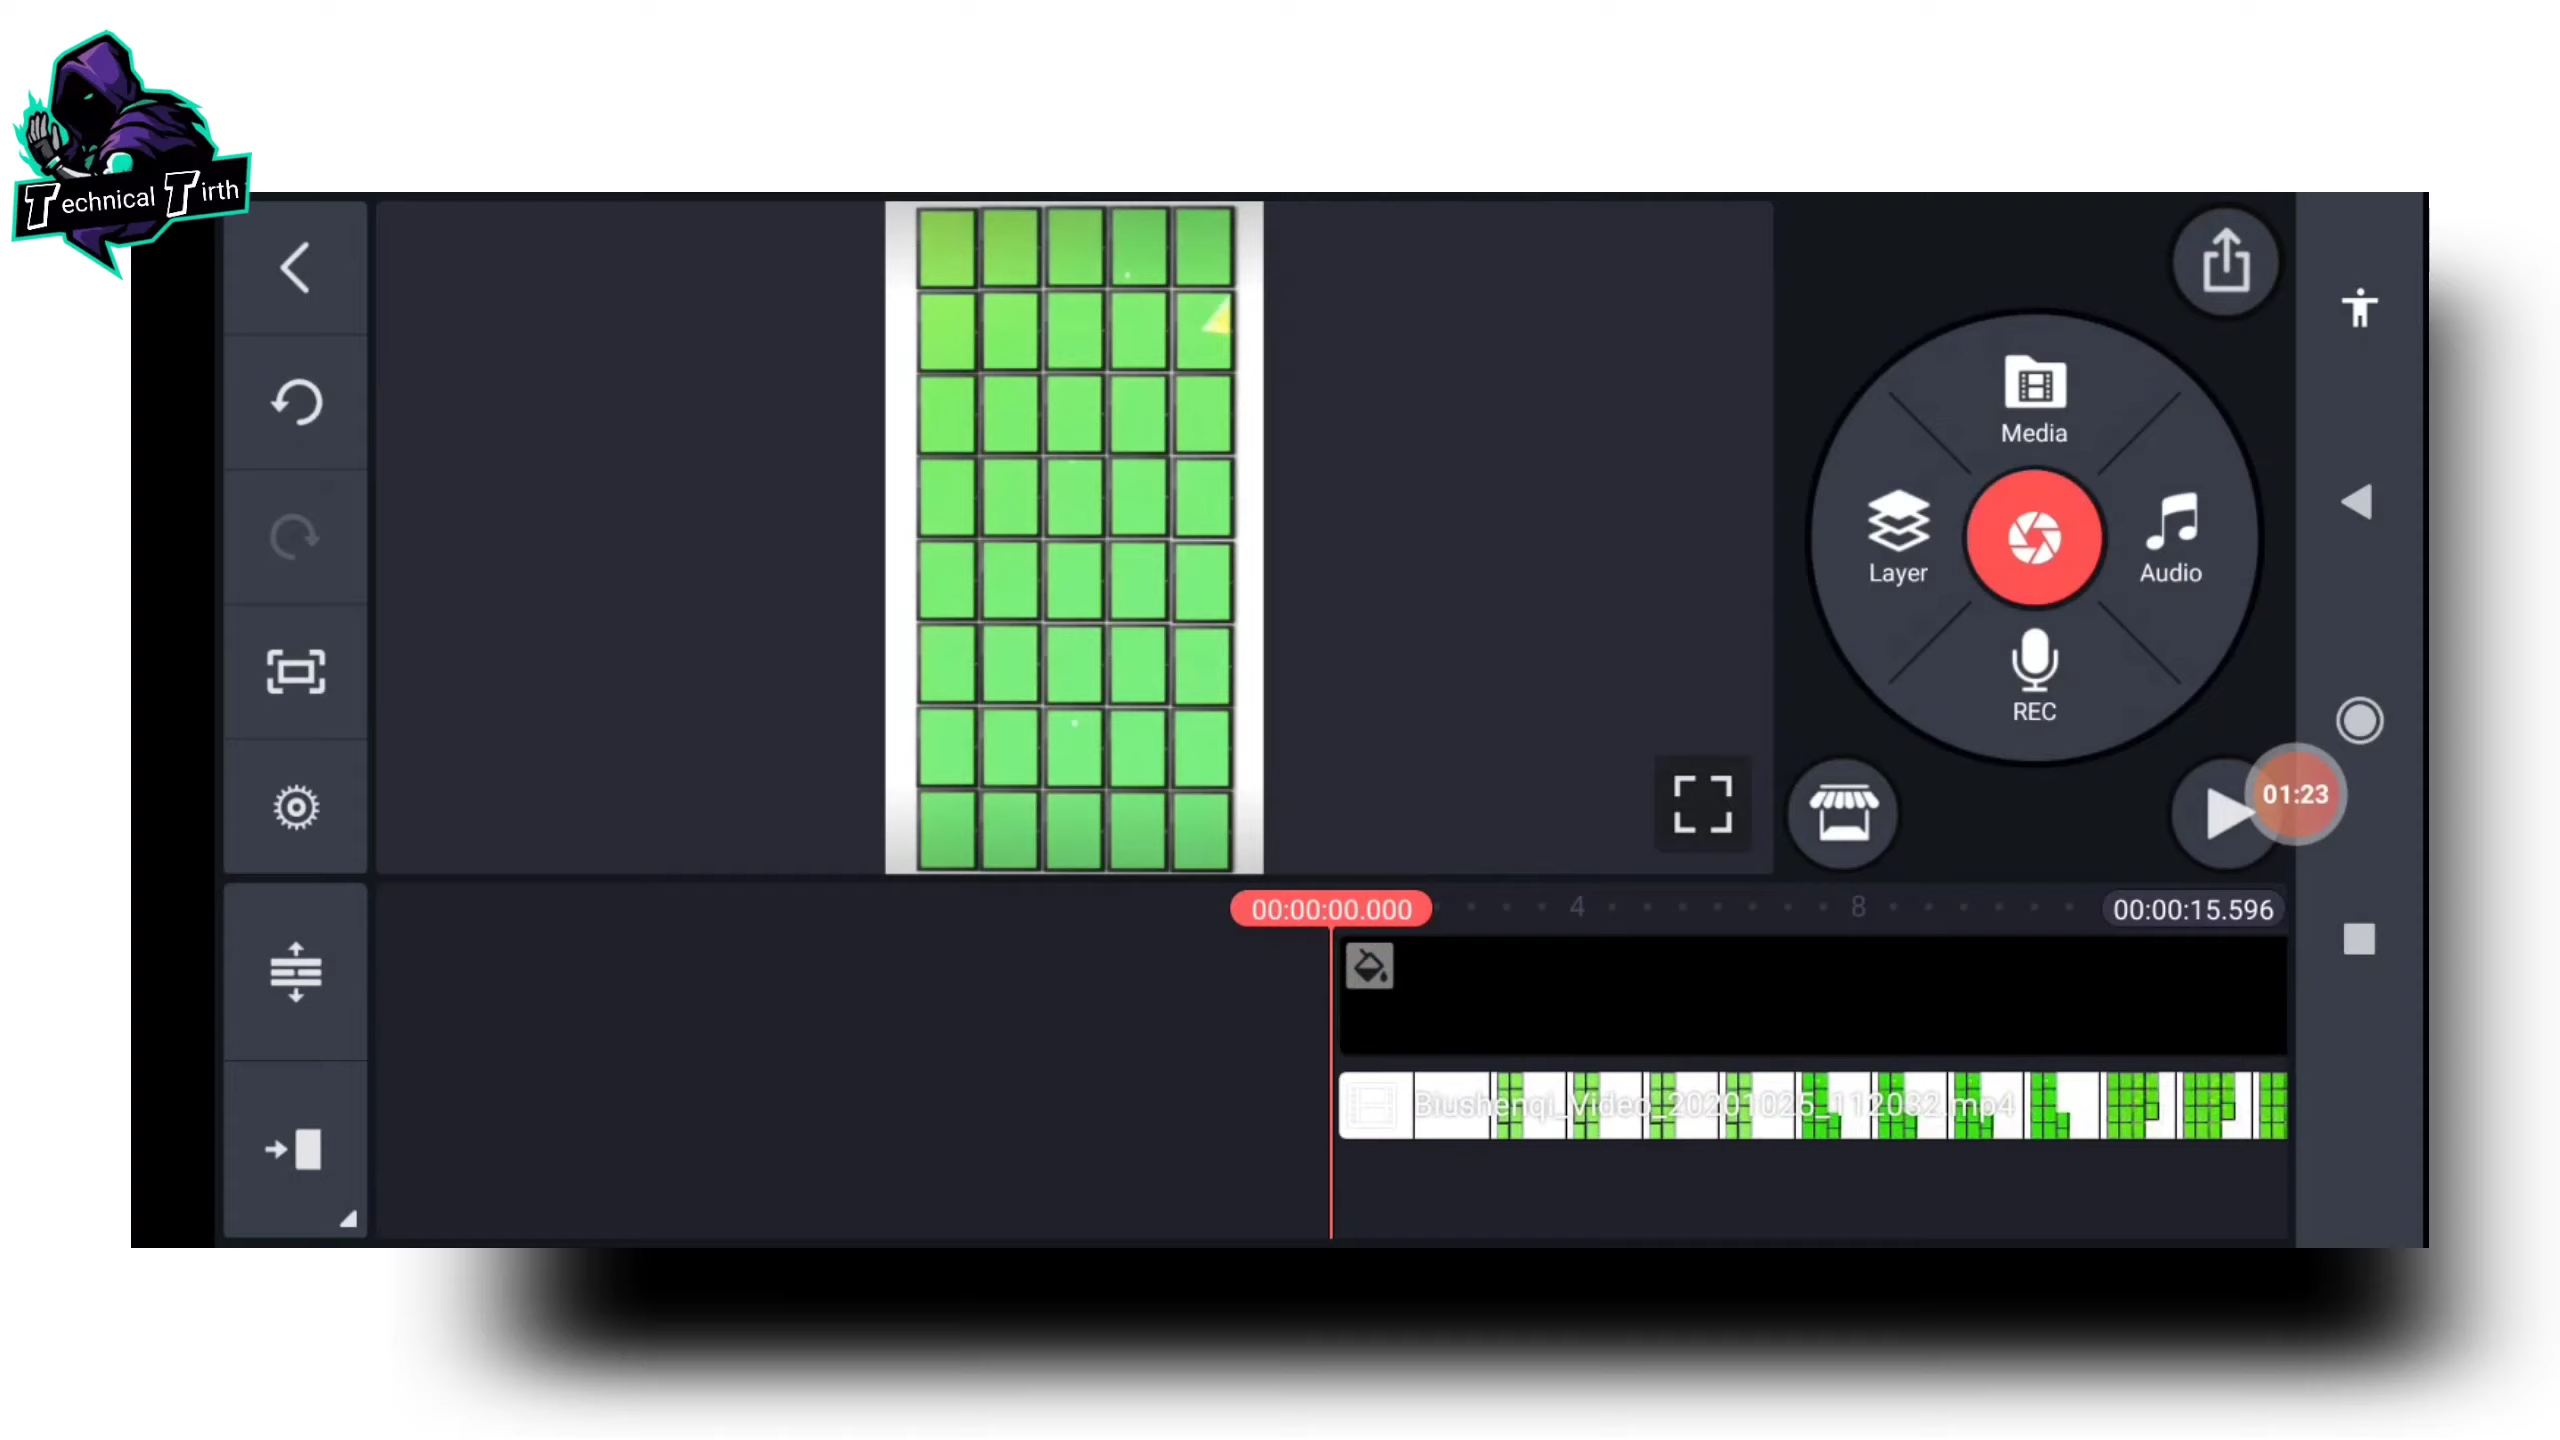 Technical Tirth
Media
Layer
Audio
REC
01:23
00:00:00.000
4
8
00:00:15.596
Biushenqi_Video_20201025_112032.mp4